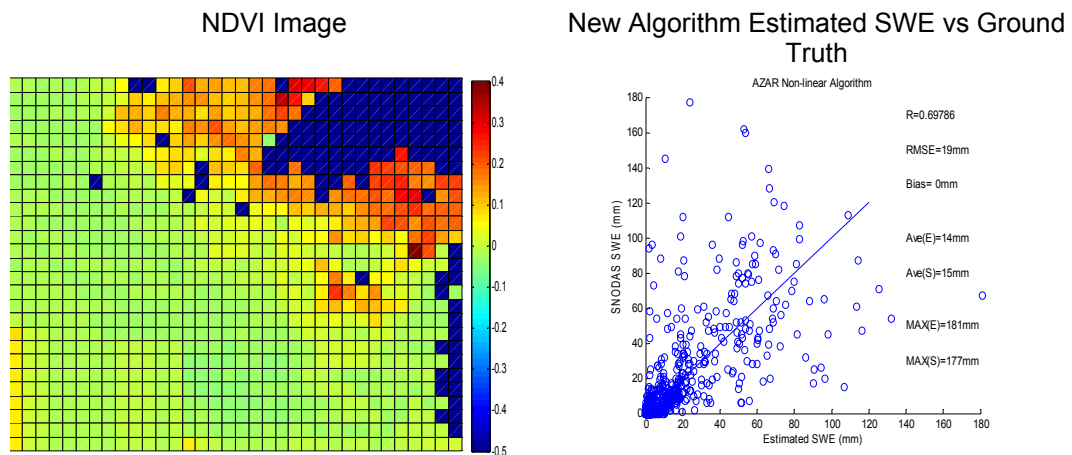 NDVI Image
0.4
0.3
0.2
0.1
0
-0.1
-0.2
-0.3
-0.4
-0.5
New Algorithm Estimated SWE vs Ground
Truth
AZAR Non-linear Algorithm
SNODAS SWE (mm)
180
160
140
120
100
80
60
40
20
0
0 20 40 60 80 100 120 140 160 180
Estimated SWE (mm)
R=0.69786
RMSE=19mm
Bias= 0mm
Ave(E)=14mm
Ave(S)=15mm
MAX(E)=181mm
MAX(S)=177mm